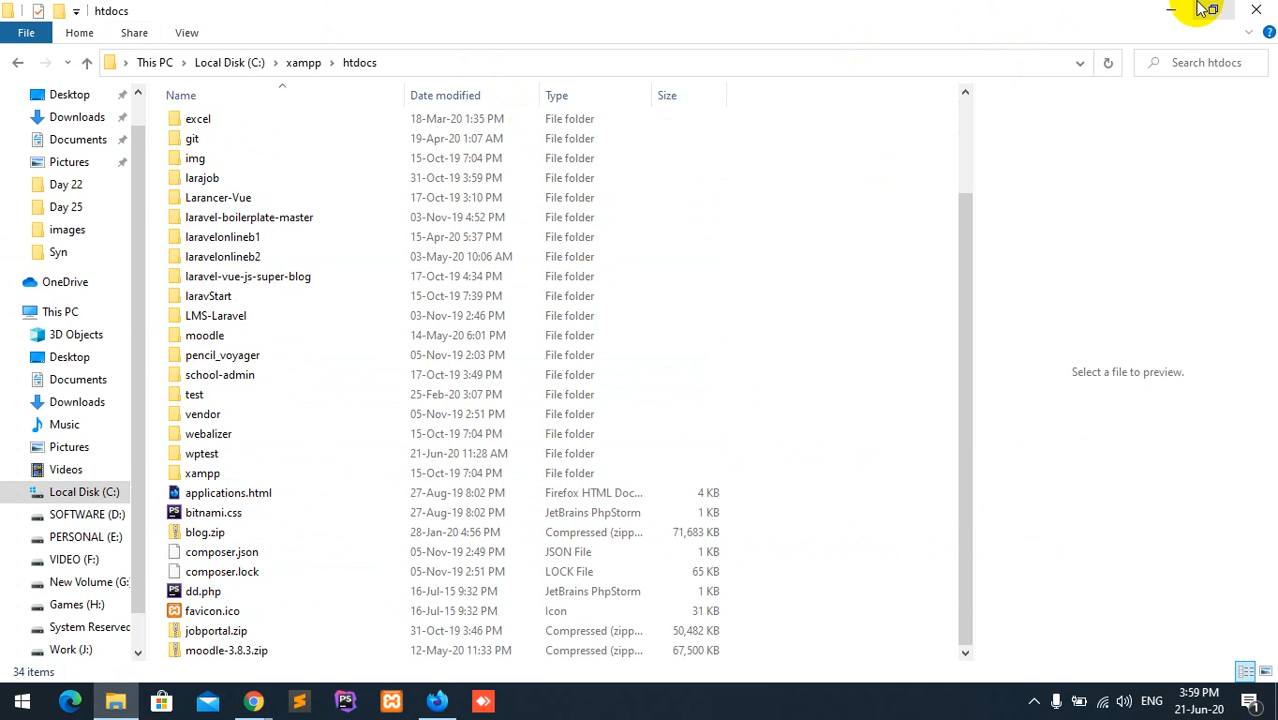 htdocs
File Home Share View
This PC Local Disk (C:) xampp htdocs Search htdocs
Name Date modified Type Size
Desktop
Downloads
Documents
Pictures
Day 22
Day 25
images
Syn
OneDrive
This PC
3D Objects
Desktop
Documents
Downloads
Music
Pictures
Videos
Local Disk (C:)
SOFTWARE (D:)
PERSONAL (E:)
VIDEO (F:)
New Volume (G:
Games (H:)
System Reserved
Work (J:)
excel 18-Mar-20 1:35 PM File folder
git 19-Apr-20 1:07 AM File folder
img 15-Oct-19 7:04 PM File folder
larajob 31-Oct-19 3:59 PM File folder
Larancer-Vue 17-Oct-19 3:10 PM File folder
laravel-boilerplate-master 03-Nov-19 4:52 PM File folder
laravelonlineb1 15-Apr-20 5:37 PM File folder
laravelonlineb2 03-May-20 10:06 AM File folder
laravel-vue-js-super-blog 17-Oct-19 4:34 PM File folder
laravStart 15-Oct-19 7:39 PM File folder
LMS-Laravel 03-Nov-19 2:46 PM File folder
moodle 14-May-20 6:01 PM File folder
pencil_voyager 05-Nov-19 2:03 PM File folder
school-admin 17-Oct-19 3:49 PM File folder
test 25-Feb-20 3:07 PM File folder
vendor 05-Nov-19 2:51 PM File folder
webalizer 15-Oct-19 7:04 PM File folder
wptest 21-Jun-20 11:28 AM File folder
xampp 15-Oct-19 7:04 PM File folder
applications.html 27-Aug-19 8:02 PM Firefox HTML Doc... 4 KB
bitnami.css 27-Aug-19 8:02 PM JetBrains PhpStorm 1 KB
blog.zip 28-Jan-20 4:56 PM Compressed (zipp... 71,683 KB
composer.json 05-Nov-19 2:49 PM JSON File 1 KB
composer.lock 05-Nov-19 2:51 PM LOCK File 65 KB
dd.php 16-Jul-15 9:32 PM JetBrains PhpStorm 1 KB
favicon.ico 16-Jul-15 9:32 PM Icon 31 KB
jobportal.zip 31-Oct-19 3:46 PM Compressed (zipp... 50,482 KB
moodle-3.8.3.zip 12-May-20 11:33 PM Compressed (zipp... 67,500 KB
Select a file to preview.
34 items
ENG
3:59 PM
21-Jun-20